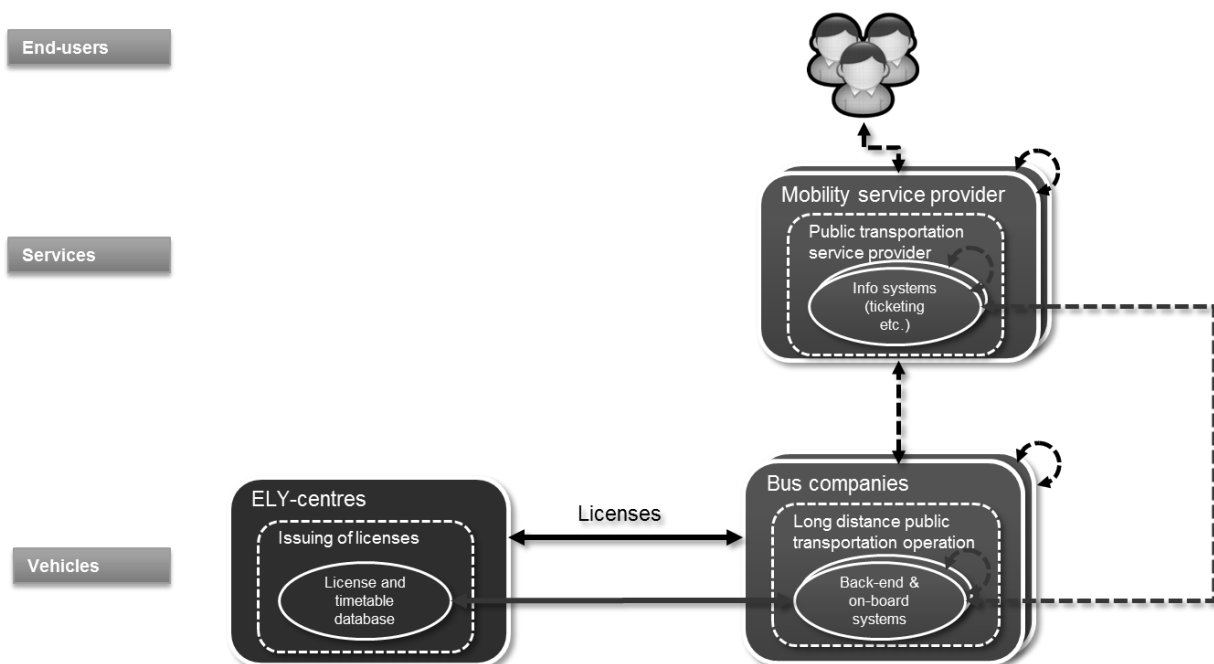 End-users
Mobility service provider
Services
Public transportation
service provider
Info systems
(ticketing
etc.)
ELY-centres
Issuing of licenses
License and
timetable
database
Licenses
Bus companies
Long distance public
transportation operation
Back-end &
on-board
systems
Vehicles